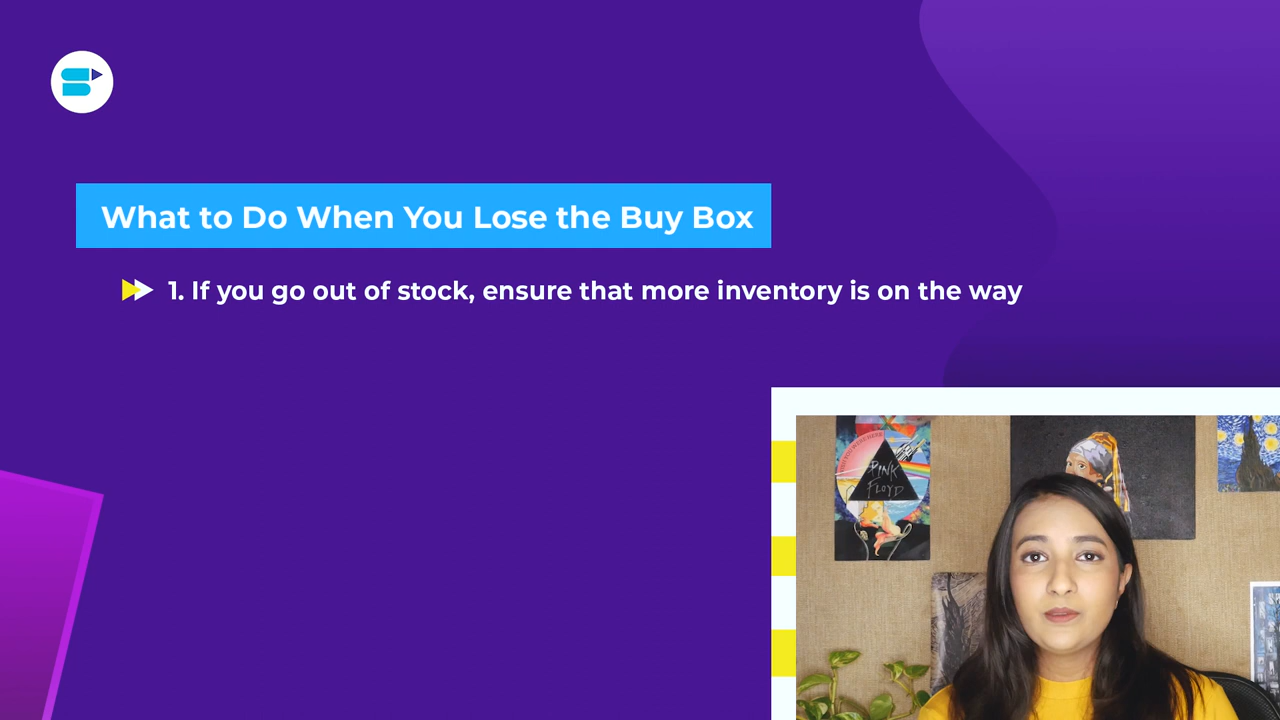 What to Do When You Lose the Buy Box
1. If you go out of stock, ensure that more inventory is on the way
PINK
FLOYD